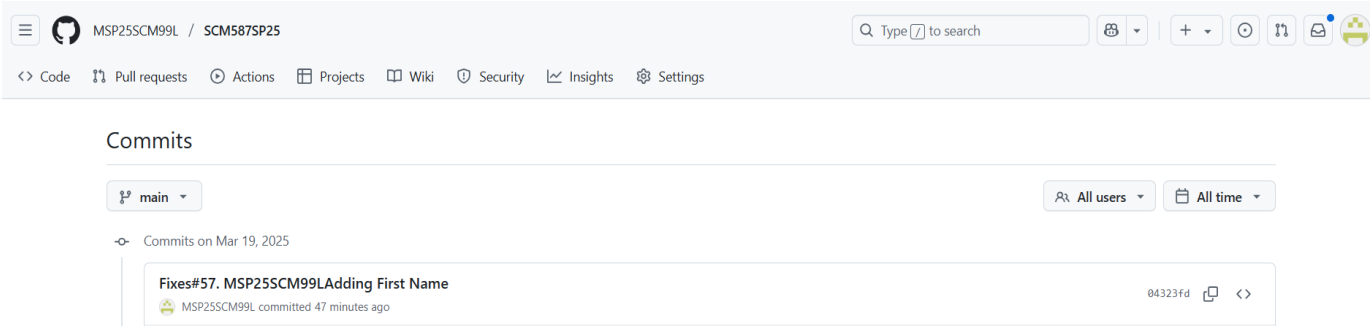 MSP25SCM99L / SCM587SP25
Type / to search
Code Pull requests Actions Projects Wiki Security Insights Settings
Commits
main
All users All time
Commits on Mar 19, 2025
Fixes#57. MSP25SCM99LAdding First Name
04323fd
MSP25SCM99L committed 47 minutes ago